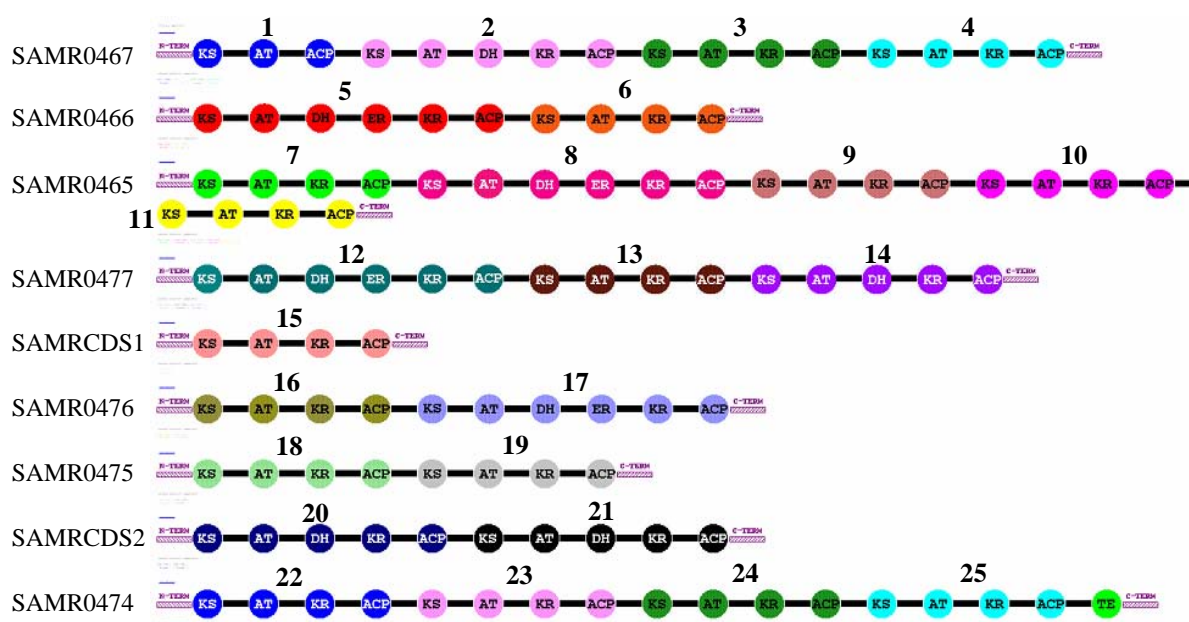 1 2 3 4
SAMR0467 N-TERM KS AT ACP KS AT DH KR ACP KS AT KR ACP KS AT KR ACP C-TERM
5 6
SAMR0466 N-TERM KS AT DH ER KR ACP KS AT KR ACP C-TERM
7 8 9 10
SAMR0465 N-TERM KS AT KR ACP KS AT DH ER KR ACP KS AT KR ACP KS AT KR ACP
11 KS AT KR ACP C-TERM
12 13 14
SAMR0477 N-TERM KS AT DH ER KR ACP KS AT KR ACP KS AT DH KR ACP C-TERM
15
SAMRCDS1 N-TERM KS AT KR ACP C-TERM
16 17
SAMR0476 N-TERM KS AT KR ACP KS AT DH ER KR ACP C-TERM
18 19
SAMR0475 N-TERM KS AT KR ACP KS AT KR ACP C-TERM
20 21
SAMRCDS2 N-TERM KS AT DH KR ACP KS AT DH KR ACP C-TERM
22 23 24 25
SAMR0474 N-TERM KS AT KR ACP KS AT KR ACP KS AT KR ACP KS AT KR ACP TE C-TERM